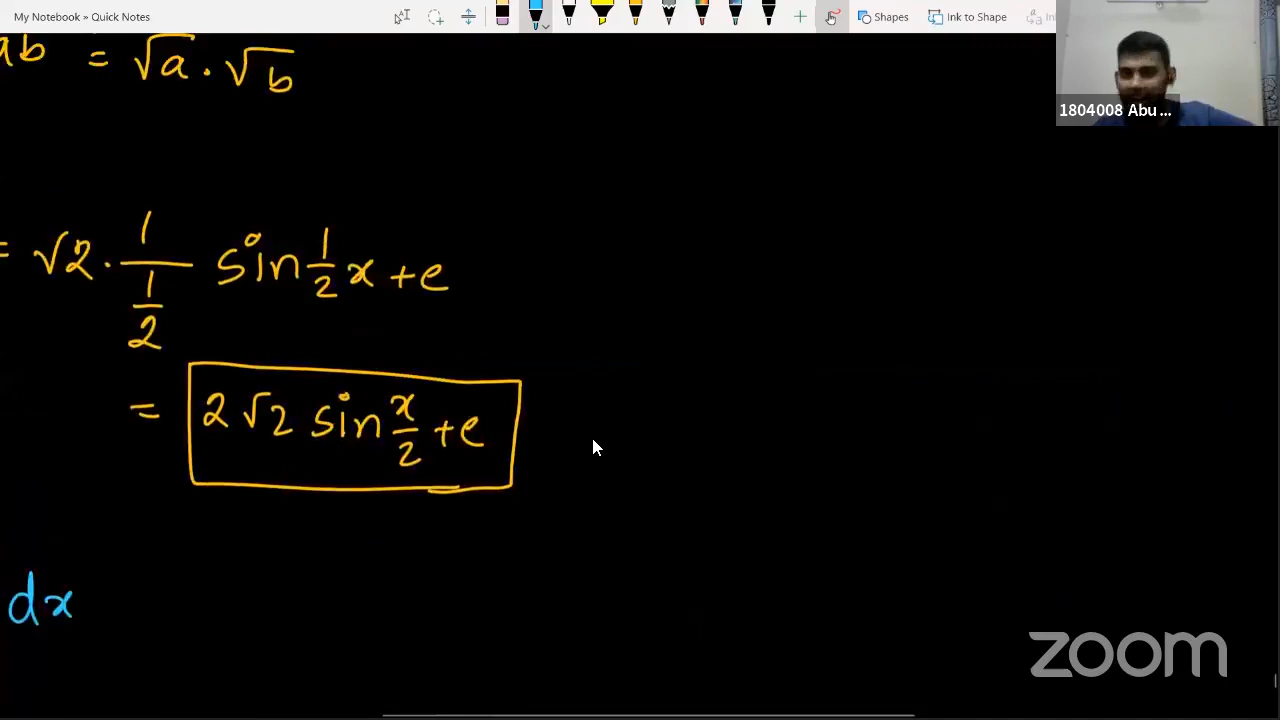 My Notebook » Quick Notes
Shapes
Ink to Shape
ab = √a . √b
1804008 Abu ...
= √2 . 1/(1/2) sin 1/2 x + e
= 2√2 sin x/2 + e
dx
zoom